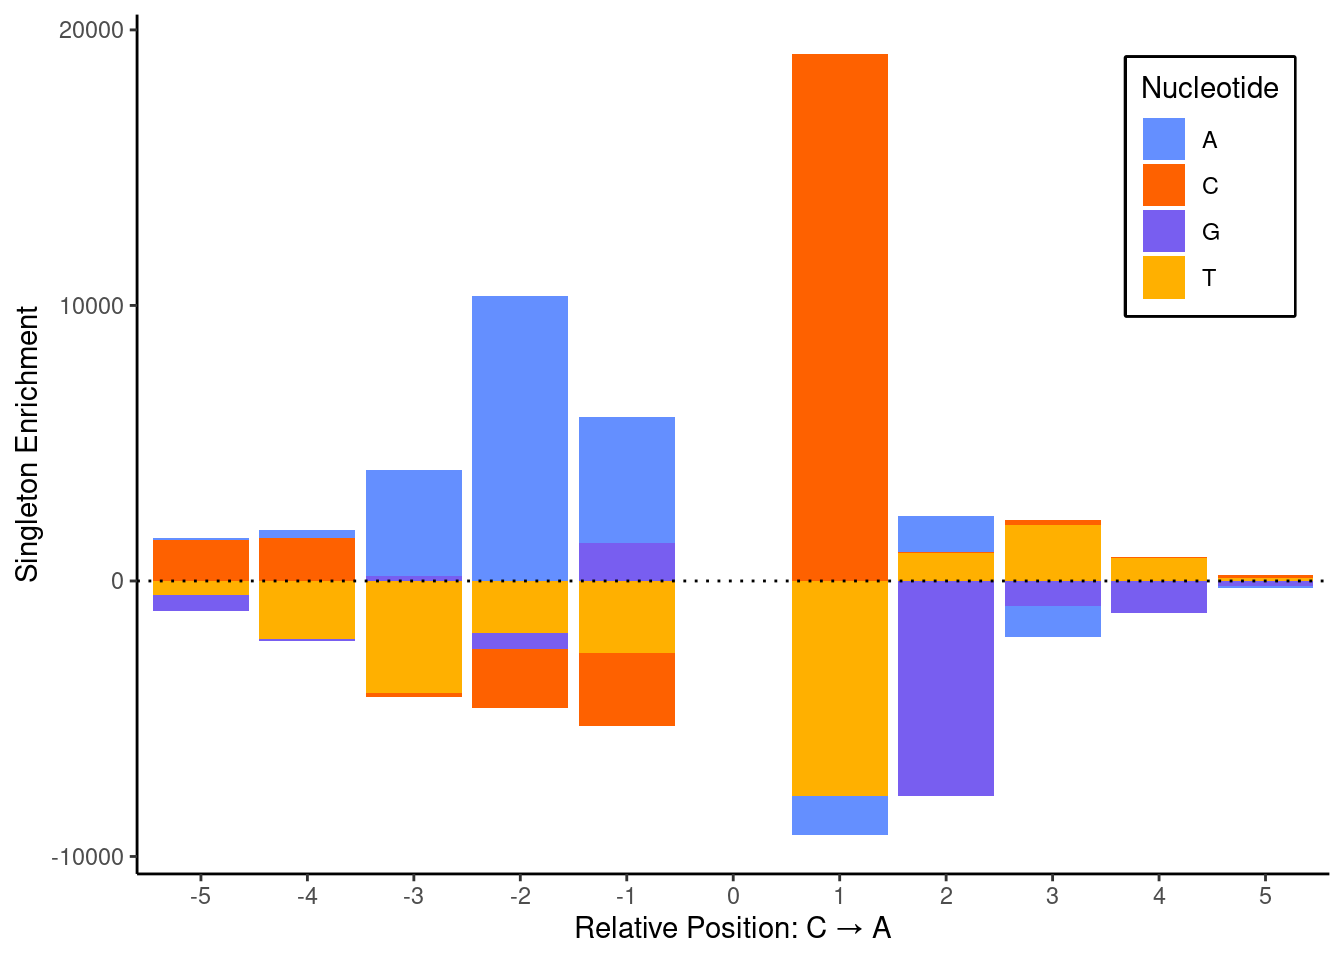 20000
10000
0
-10000
Singleton Enrichment
Nucleotide
A
C
G
T
-5 -4 -3 -2 -1 0 1 2 3 4 5
Relative Position: C → A